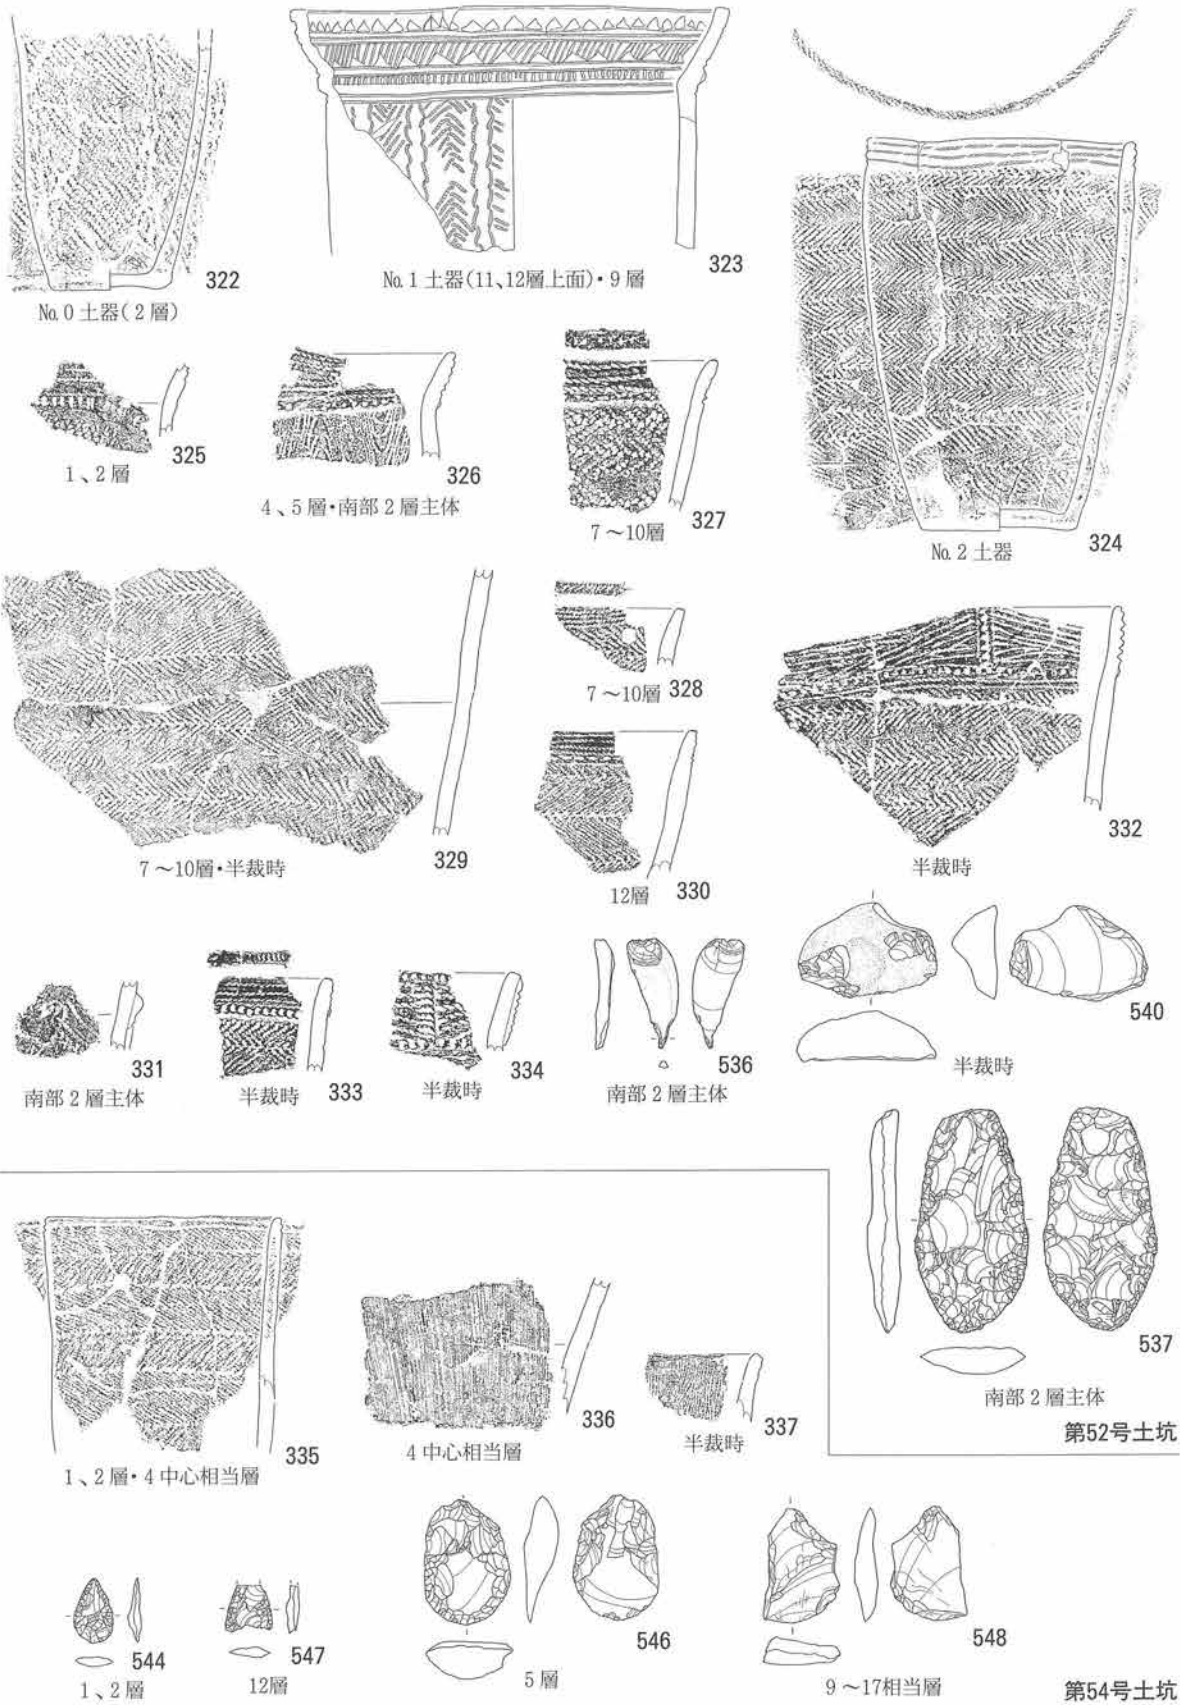 322
№0 土器(2層)
323
№1 土器(11、12層上面)・9層
324
№2 土器
325
1、2層
326
4、5層・南部2層主体
327
7～10層
328
7～10層
329
7～10層・半裁時
330
12層
332
半裁時
331
南部2層主体
333
半裁時
334
半裁時
536
南部2層主体
540
半裁時
537
南部2層主体
第52号土坑
335
1、2層・4中心相当層
336
4中心相当層
337
半裁時
544
1、2層
547
12層
546
5層
548
9～17相当層
第54号土坑